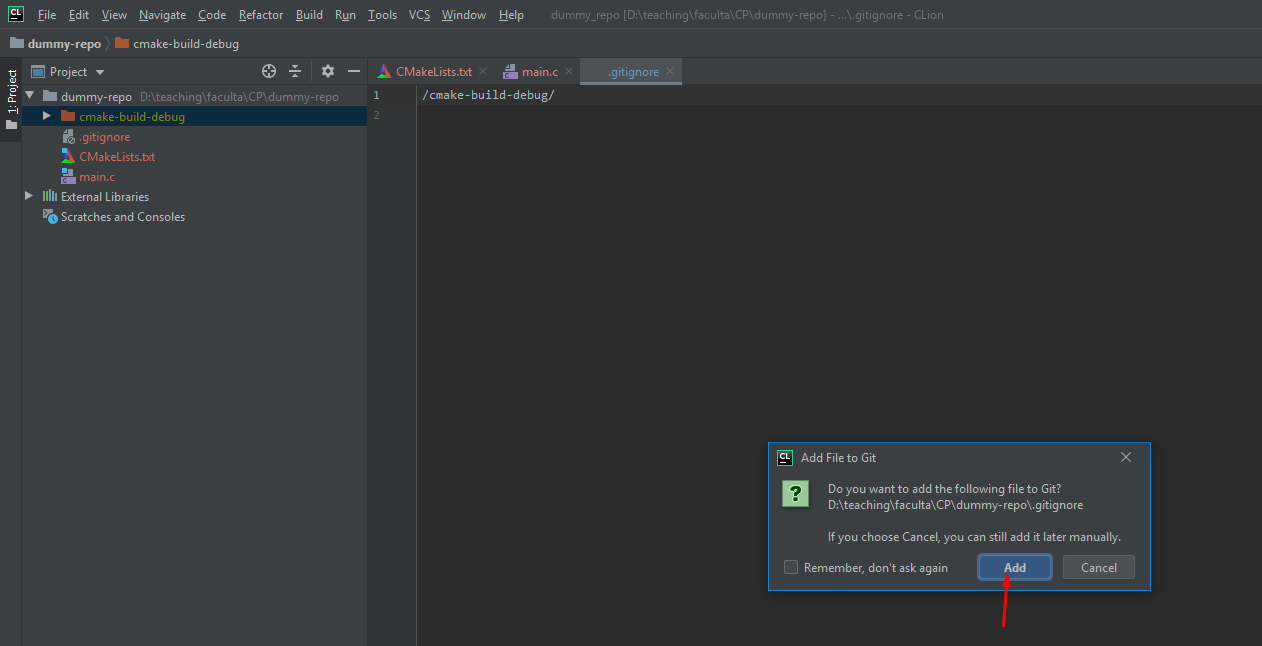 CL File Edit View Navigate Code Refactor Build Run Tools VCS Window Help dummy_repo [D:\teaching\faculta\CP\dummy-repo] - ...\.gitignore - CLion
dummy-repo cmake-build-debug
1: Project
Project
CMakeLists.txt main.c .gitignore
dummy-repo D:\teaching\faculta\CP\dummy-repo
cmake-build-debug
.gitignore
CMakeLists.txt
main.c
External Libraries
Scratches and Consoles
1 /cmake-build-debug/
2
CL Add File to Git
? Do you want to add the following file to Git?
D:\teaching\faculta\CP\dummy-repo\.gitignore
If you choose Cancel, you can still add it later manually.
Remember, don't ask again Add Cancel